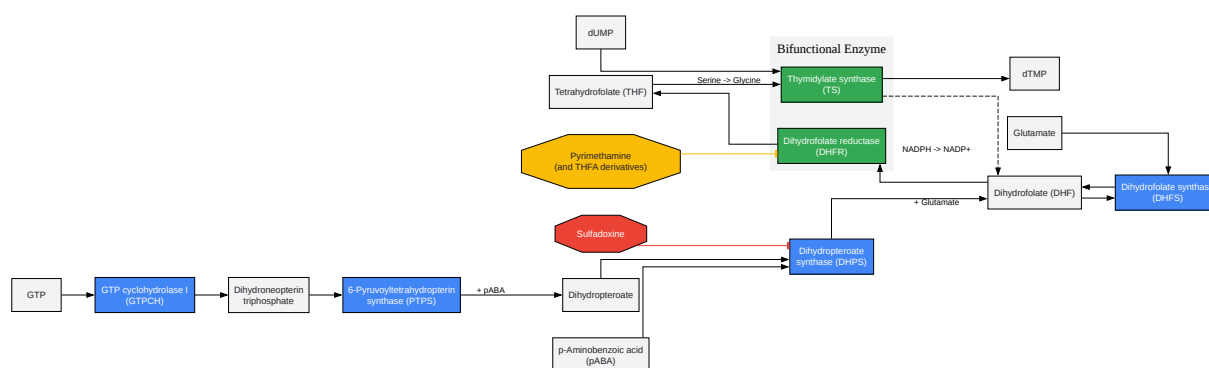 dUMP
Bifunctional Enzyme
Thymidylate synthase
(TS)
dTMP
Serine -> Glycine
Tetrahydrofolate (THF)
Glutamate
Dihydrofolate reductase
(DHFR)
NADPH -> NADP+
Pyrimethamine
(and THFA derivatives)
Dihydrofolate (DHF)
Dihydrofolate synthas
(DHFS)
+ Glutamate
Sulfadoxine
Dihydropteroate
synthase (DHPS)
GTP
GTP cyclohydrolase I
(GTPCH)
Dihydroneopterin
triphosphate
6-Pyruvoyltetrahydropterin
synthase (PTPS)
+ pABA
Dihydropteroate
p-Aminobenzoic acid
(pABA)